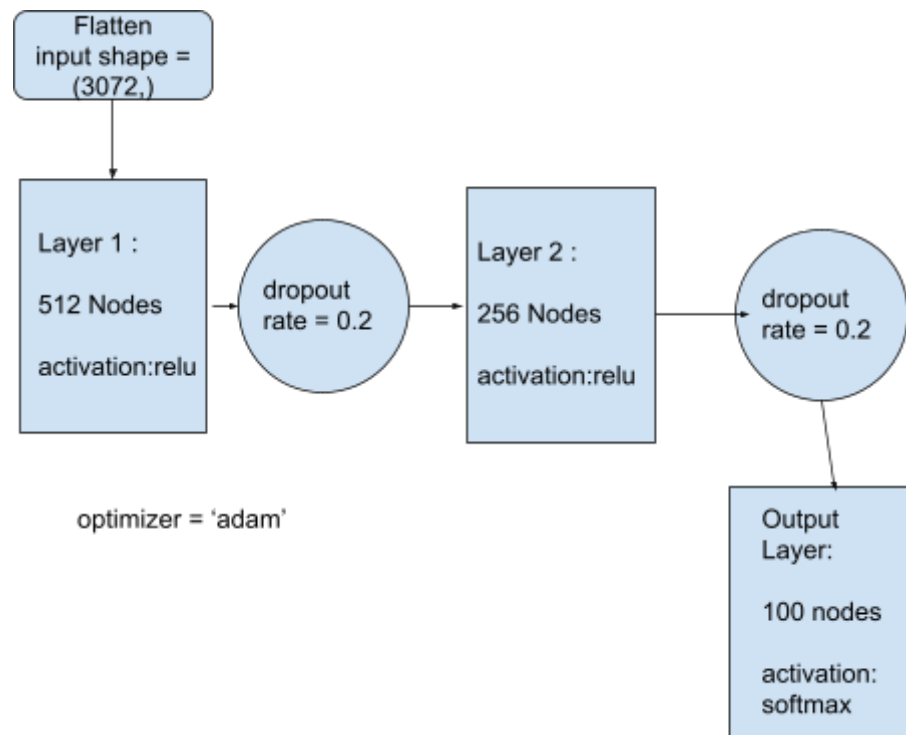 Flatten
input shape =
(3072,)
Layer 1 :
512 Nodes
activation:relu
dropout
rate = 0.2
Layer 2 :
256 Nodes
activation:relu
dropout
rate = 0.2
optimizer = ‘adam’
Output
Layer:
100 nodes
activation:
softmax